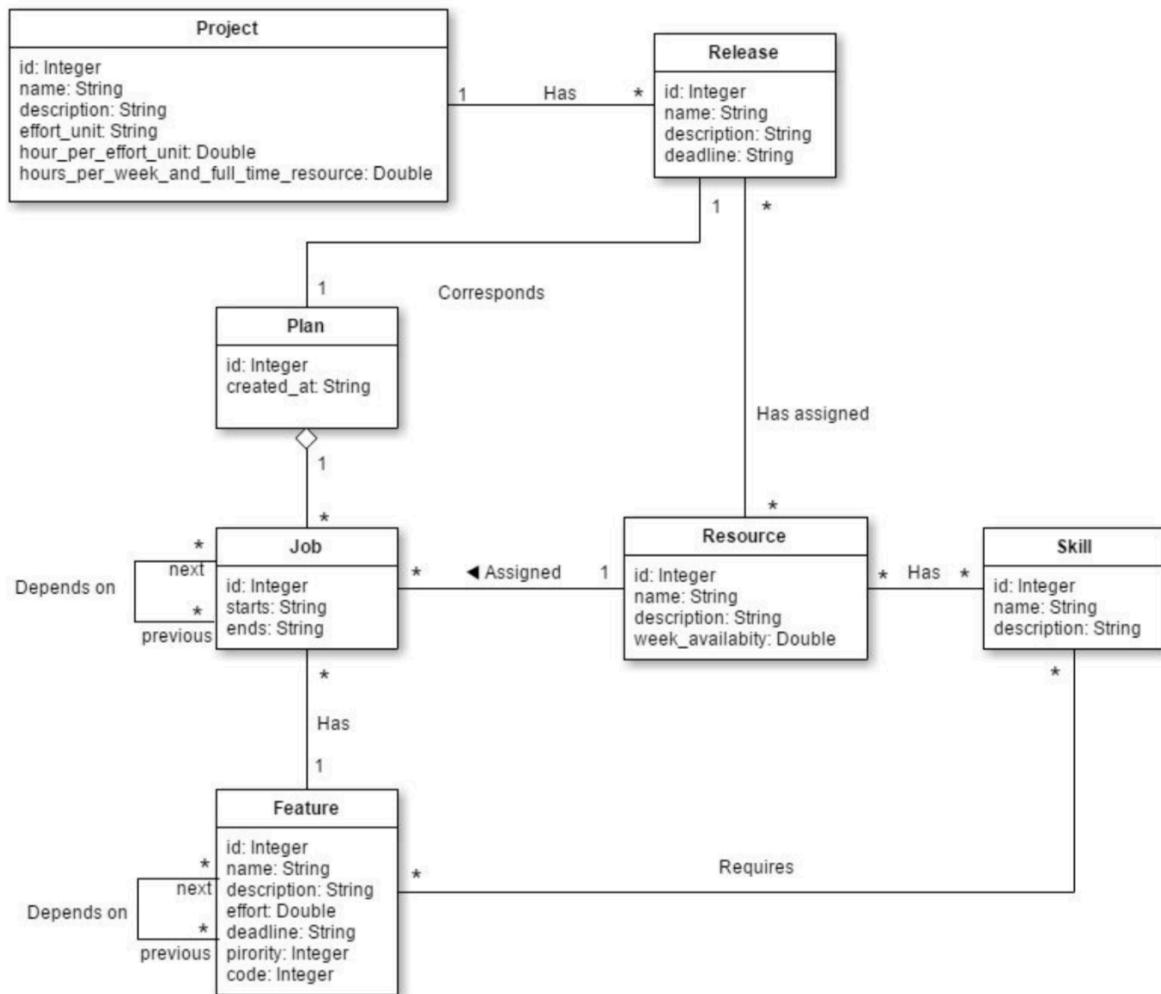 Project
id: Integer
name: String
description: String
effort_unit: String
hour_per_effort_unit: Double
hours_per_week_and_full_time_resource: Double
1
Has
*
Release
id: Integer
name: String
description: String
deadline: String
1
*
1
Corresponds
Plan
id: Integer
created_at: String
1
*
Has assigned
*
Job
id: Integer
starts: String
ends: String
*
next
Depends on
*
previous
*
◀ Assigned
1
Resource
id: Integer
name: String
description: String
week_availabity: Double
*
Has
*
Skill
id: Integer
name: String
description: String
*
*
Has
1
Feature
id: Integer
name: String
description: String
effort: Double
deadline: String
pirority: Integer
code: Integer
*
next
Depends on
*
previous
*
Requires